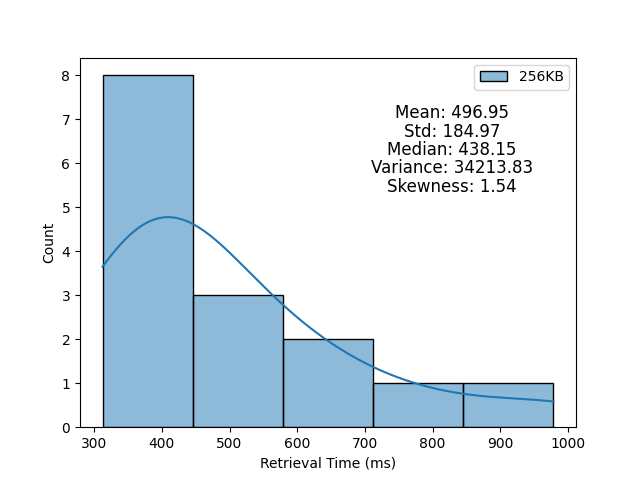 256KB
Mean: 496.95
Std: 184.97
Median: 438.15
Variance: 34213.83
Skewness: 1.54
8
7
6
5
4
3
2
1
0
Count
300 400 500 600 700 800 900 1000
Retrieval Time (ms)